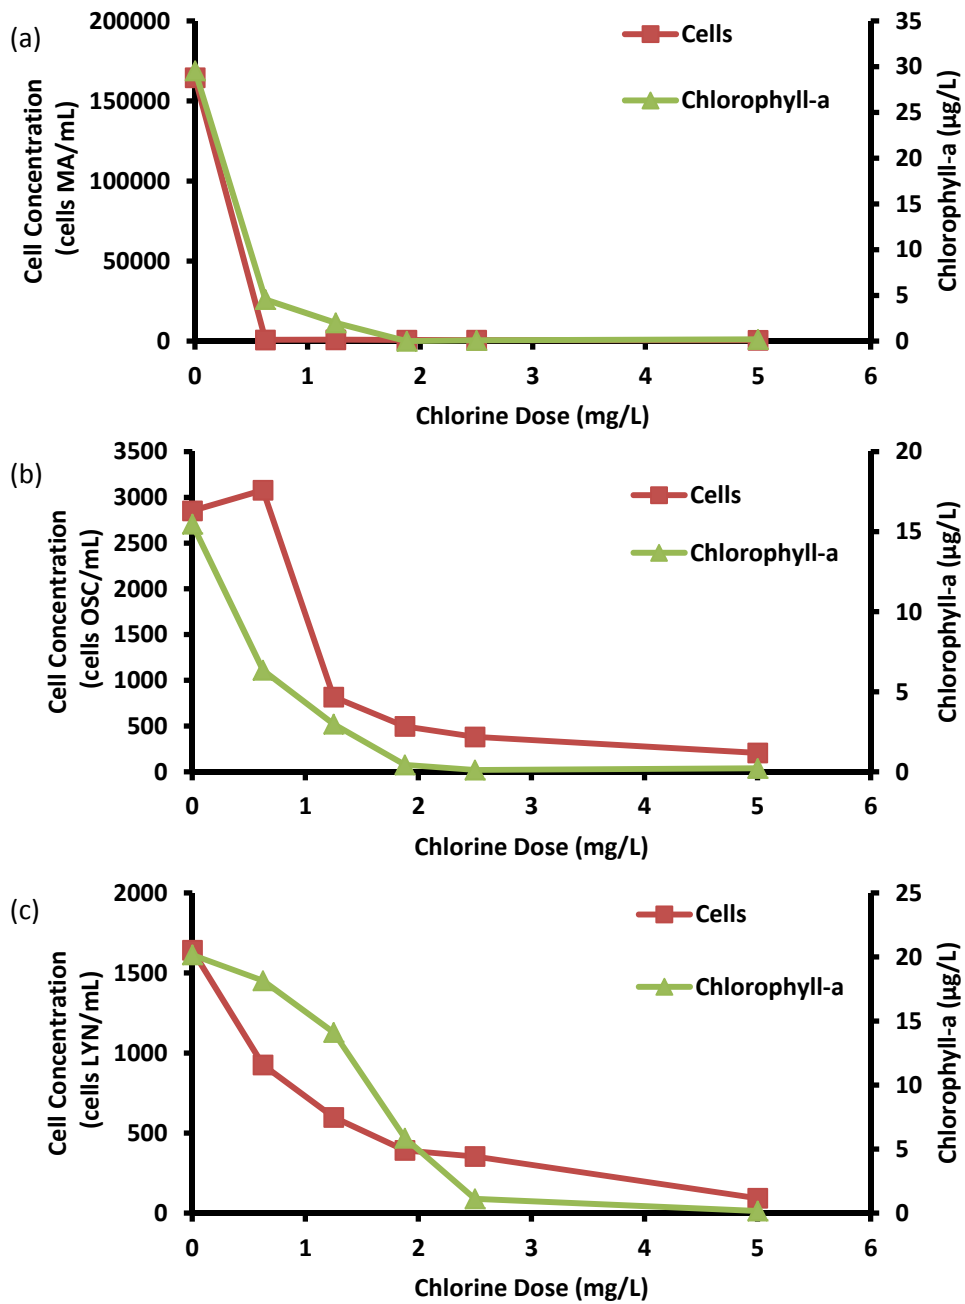 (a)
Cells
Chlorophyll-a
Cell Concentration
(cells MA/mL)
200000
150000
100000
50000
0
35
30
25
20
15
10
5
0
Chlorophyll-a (µg/L)
0 1 2 3 4 5 6
Chlorine Dose (mg/L)
(b)
Cells
Chlorophyll-a
Cell Concentration
(cells OSC/mL)
3500
3000
2500
2000
1500
1000
500
0
20
15
10
5
0
Chlorophyll-a (µg/L)
0 1 2 3 4 5 6
Chlorine Dose (mg/L)
(c)
Cells
Chlorophyll-a
Cell Concentration
(cells LYN/mL)
2000
1500
1000
500
0
25
20
15
10
5
0
Chlorophyll-a (µg/L)
0 1 2 3 4 5 6
Chlorine Dose (mg/L)